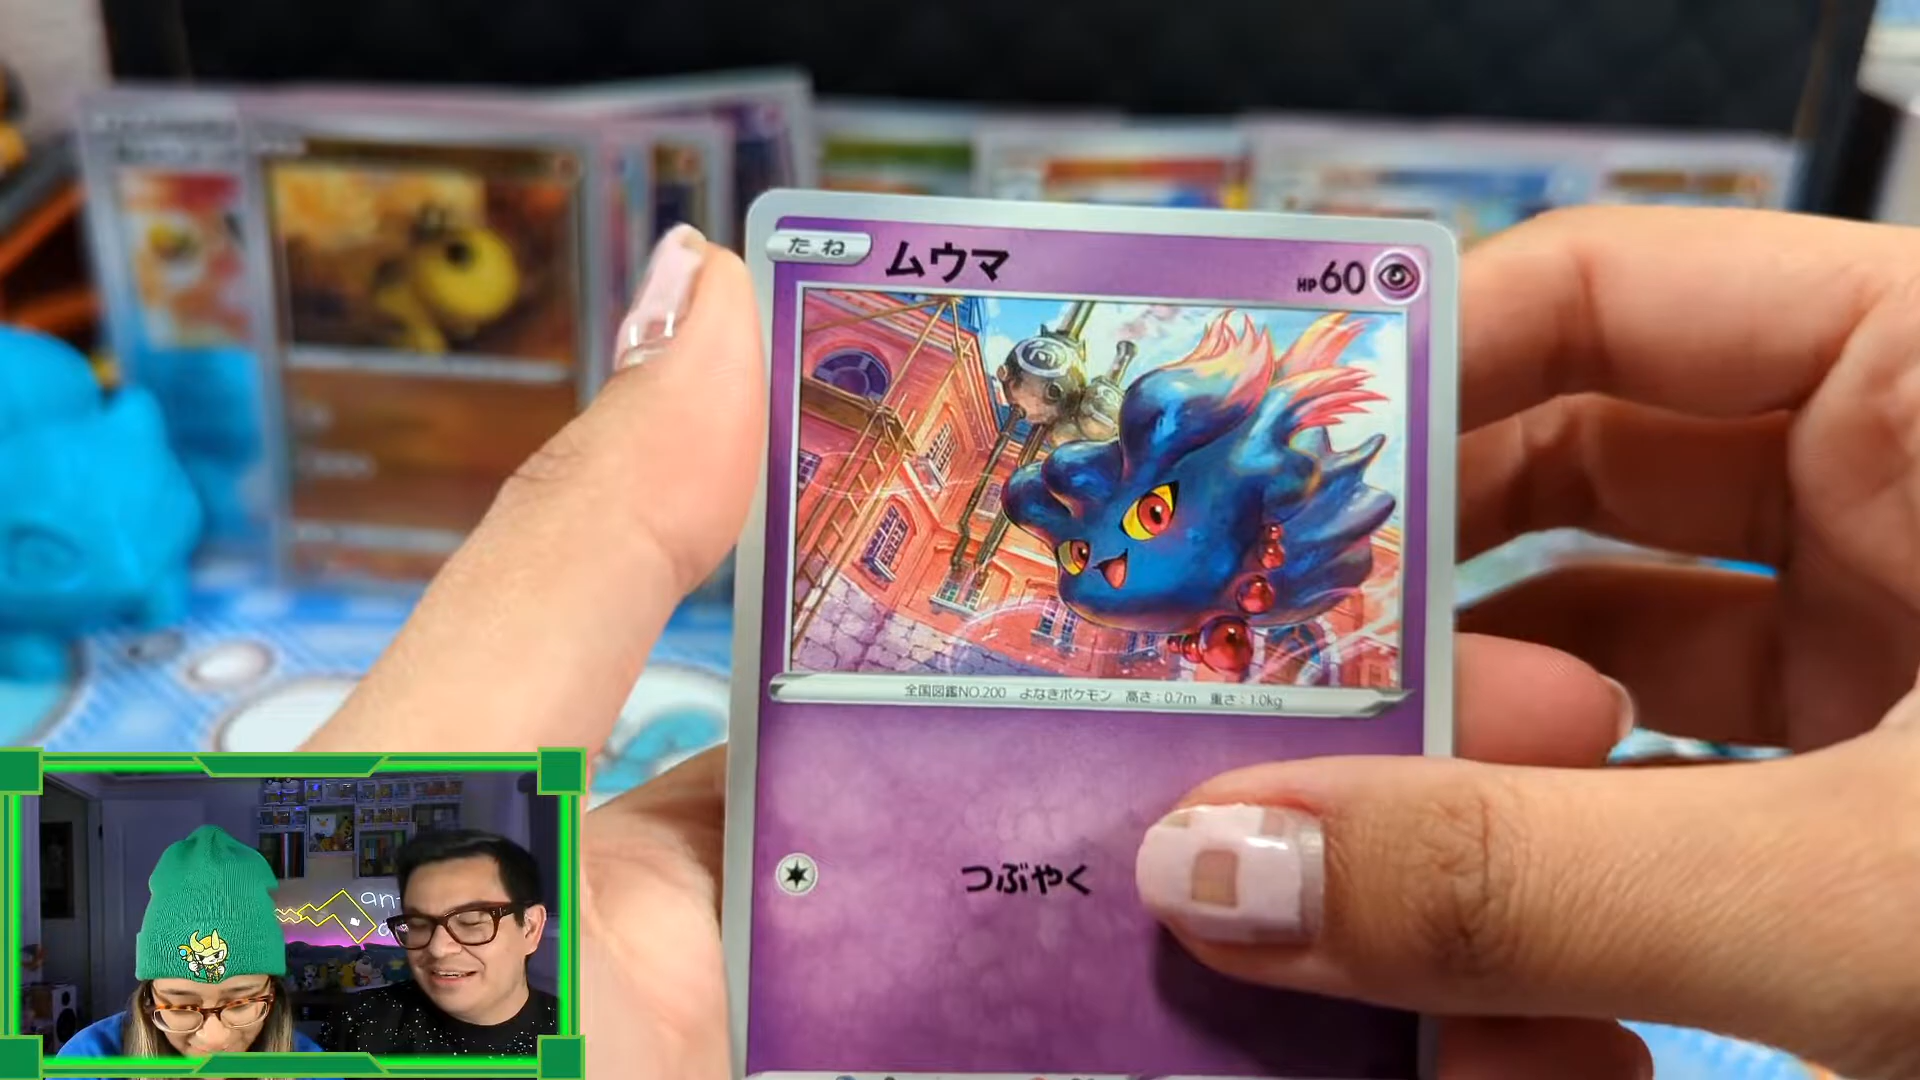 たね
ムウマ
HP60
全国図鑑NO.200 よなきポケモン 高さ：0.7m 重さ：1.0kg
つぶやく
an-